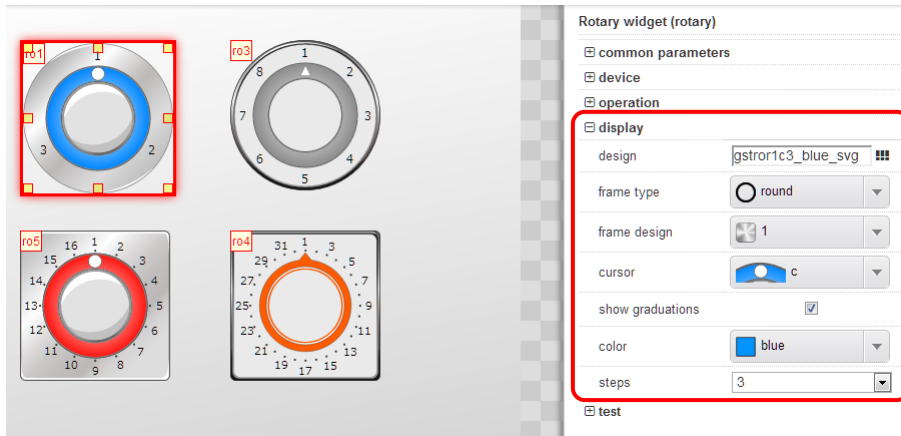 Rotary widget (rotary)
common parameters
device
operation
display
design gstror1c3_blue_svg
frame type round
frame design 1
cursor c
show graduations
color blue
steps 3
test
ro1
1
2
3
ro3
1
2
3
4
5
6
7
8
ro5
1
2
3
4
5
6
7
8
9
10
11
12
13
14
15
16
ro4
1
3
5
7
9
11
13
15
17
19
21
23
25
27
29
31